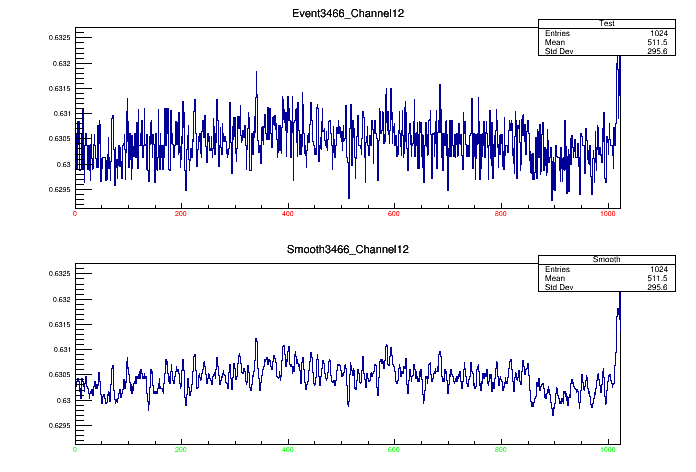 Event3466_Channel12
Test
Entries 1024
Mean 511.5
Std Dev 295.6
0.6325
0.632
0.6315
0.631
0.6305
0.63
0.6295
0 200 400 600 800 1000
Smooth3466_Channel12
Smooth
Entries 1024
Mean 511.5
Std Dev 295.6
0.6325
0.632
0.6315
0.631
0.6305
0.63
0.6295
0 200 400 600 800 1000